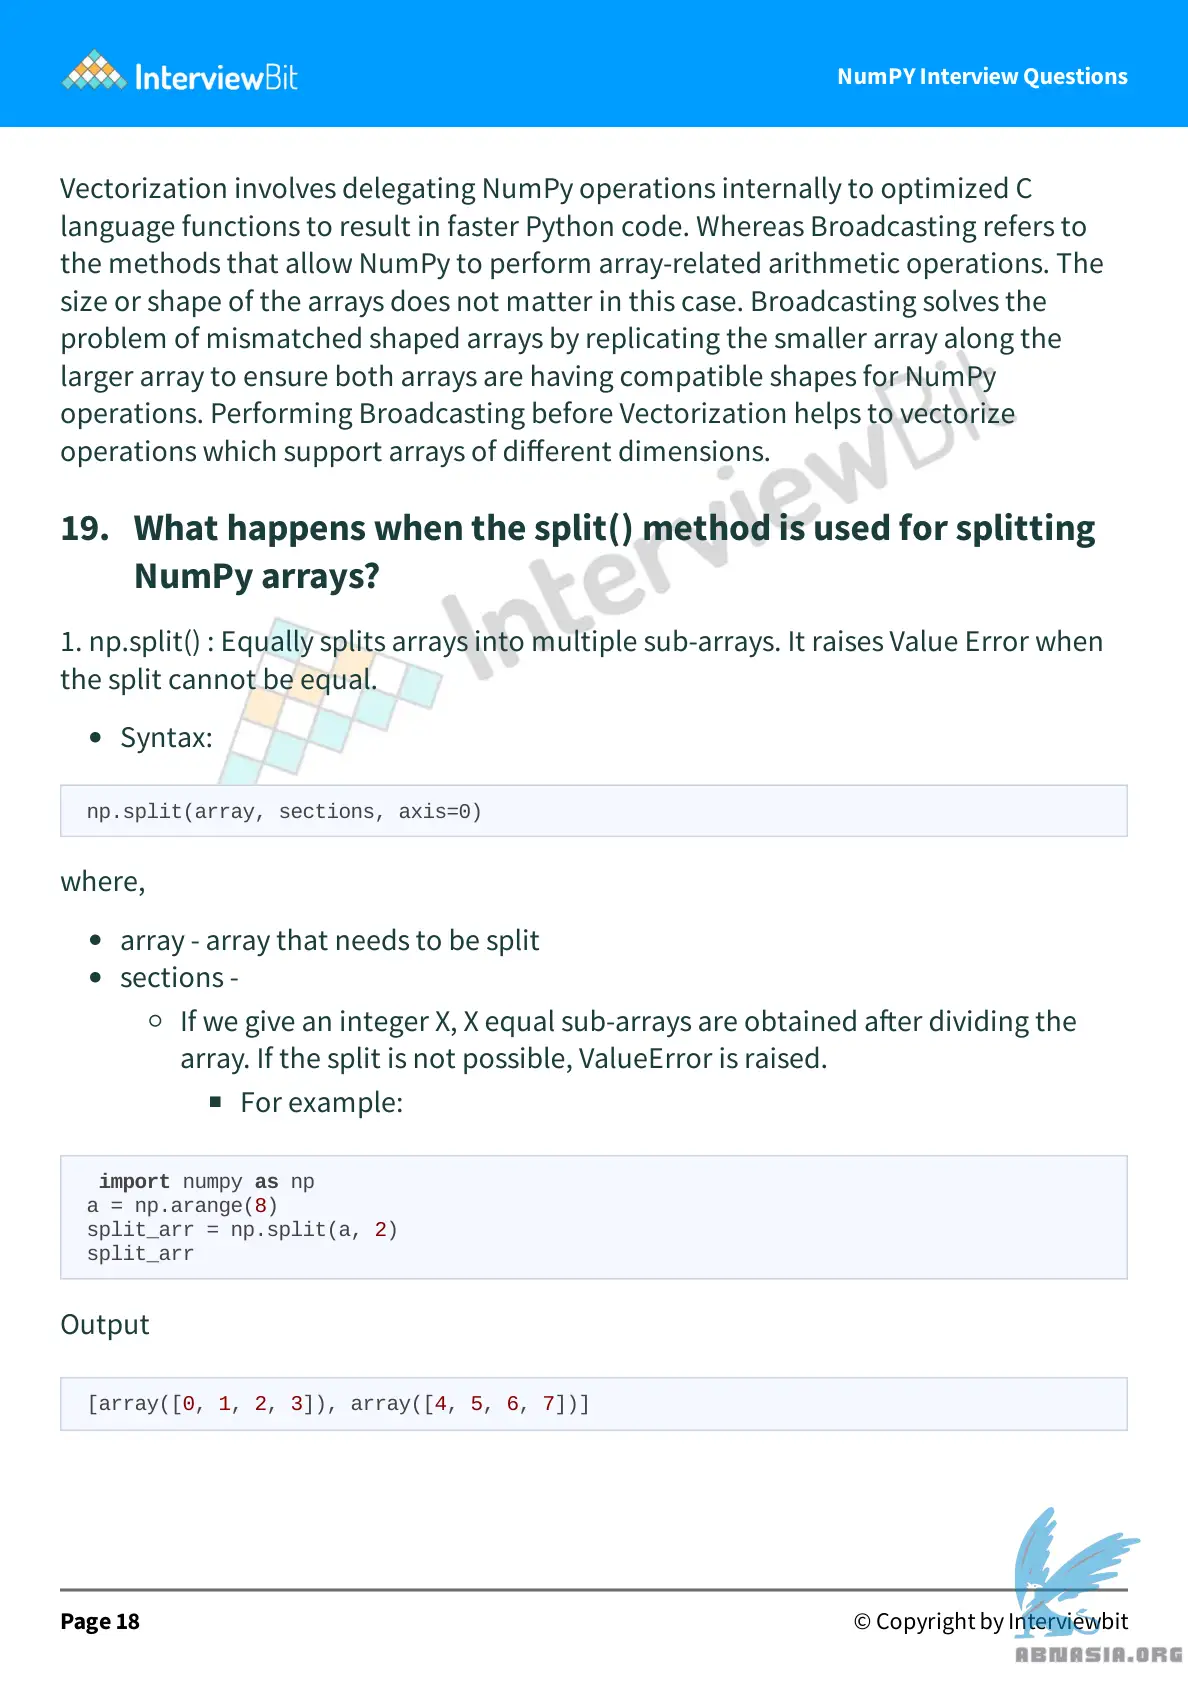 InterviewBit
NumPY Interview Questions
Vectorization involves delegating NumPy operations internally to optimized C
language functions to result in faster Python code. Whereas Broadcasting refers to
the methods that allow NumPy to perform array-related arithmetic operations. The
size or shape of the arrays does not matter in this case. Broadcasting solves the
problem of mismatched shaped arrays by replicating the smaller array along the
larger array to ensure both arrays are having compatible shapes for NumPy
operations. Performing Broadcasting before Vectorization helps to vectorize
operations which support arrays of different dimensions.
InterviewBit
19. What happens when the split() method is used for splitting
NumPy arrays?
1. np.split() : Equally splits arrays into multiple sub-arrays. It raises Value Error when
the split cannot be equal.
• Syntax:
np.split(array, sections, axis=0)
where,
• array - array that needs to be split
• sections -
○ If we give an integer X, X equal sub-arrays are obtained after dividing the
array. If the split is not possible, ValueError is raised.
■ For example:
import numpy as np
a = np.arange(8)
split_arr = np.split(a, 2)
split_arr
Output
[array([0, 1, 2, 3]), array([4, 5, 6, 7])]
Page 18
© Copyright by Interviewbit
ABNASIA.ORG